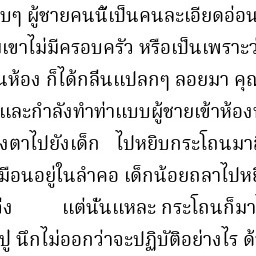 บๆ ผู้ชายคนนี้เป็นคนละเอียดอ่อน
เขาไม่มีครอบครัว หรือเป็นเพราะว
นห้อง ก็ได้กลิ่นแปลกๆ ลอยมา คุณ
และกำลังทำท่าแบบผู้ชายเข้าห้อง
งตาไปยังเด็ก ไปหยิบกระโถนมา
มือนอยู่ในลำคอ เด็กน้อยถลาไปหย
ง แต่นั่นแหละ กระโถนก็มา
ปู่ นึกไม่ออกว่าจะปฏิบัติอย่างไร ด้